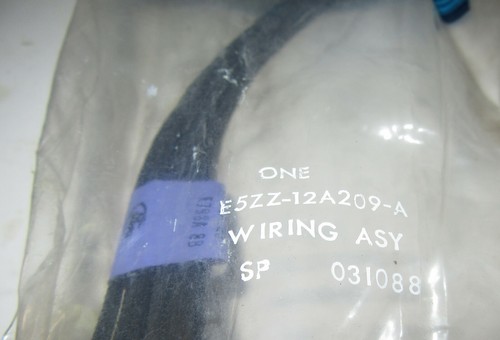 ONE
E5ZZ-12A209-A
WIRING ASY
SP 031088